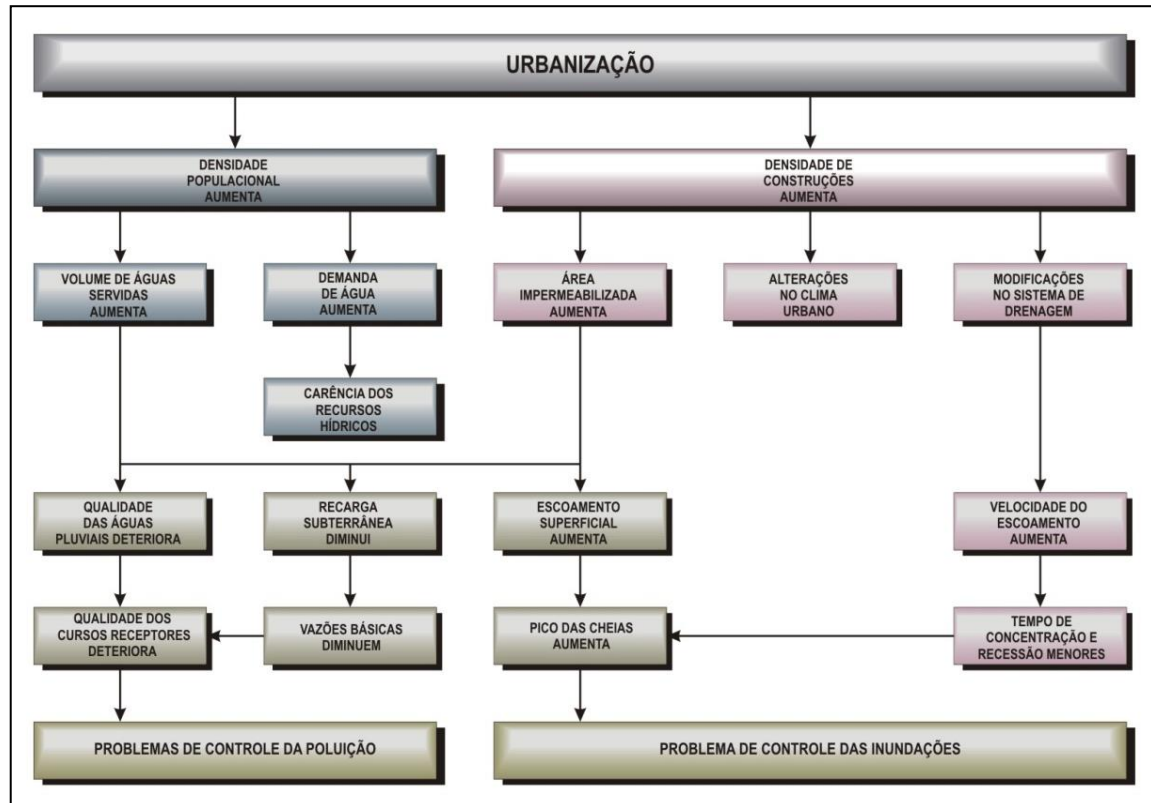 URBANIZAÇÃO
DENSIDADE
POPULACIONAL
AUMENTA
DENSIDADE DE
CONSTRUÇÕES
AUMENTA
VOLUME DE ÁGUAS
SERVIDAS
AUMENTA
DEMANDA
DE ÁGUA
AUMENTA
ÁREA
IMPERMEABILIZADA
AUMENTA
ALTERAÇÕES
NO CLIMA
URBANO
MODIFICAÇÕES
NO SISTEMA DE
DRENAGEM
CARÊNCIA DOS
RECURSOS
HÍDRICOS
QUALIDADE
DAS ÁGUAS
PLUVIAIS DETERIORA
RECARGA
SUBTERRÂNEA
DIMINUI
ESCOAMENTO
SUPERFICIAL
AUMENTA
VELOCIDADE DO
ESCOAMENTO
AUMENTA
QUALIDADE DOS
CURSOS RECEPTORES
DETERIORA
VAZÕES BÁSICAS
DIMINUEM
PICO DAS CHEIAS
AUMENTA
TEMPO DE
CONCENTRAÇÃO E
RECESSÃO MENORES
PROBLEMAS DE CONTROLE DA POLUIÇÃO
PROBLEMA DE CONTROLE DAS INUNDAÇÕES